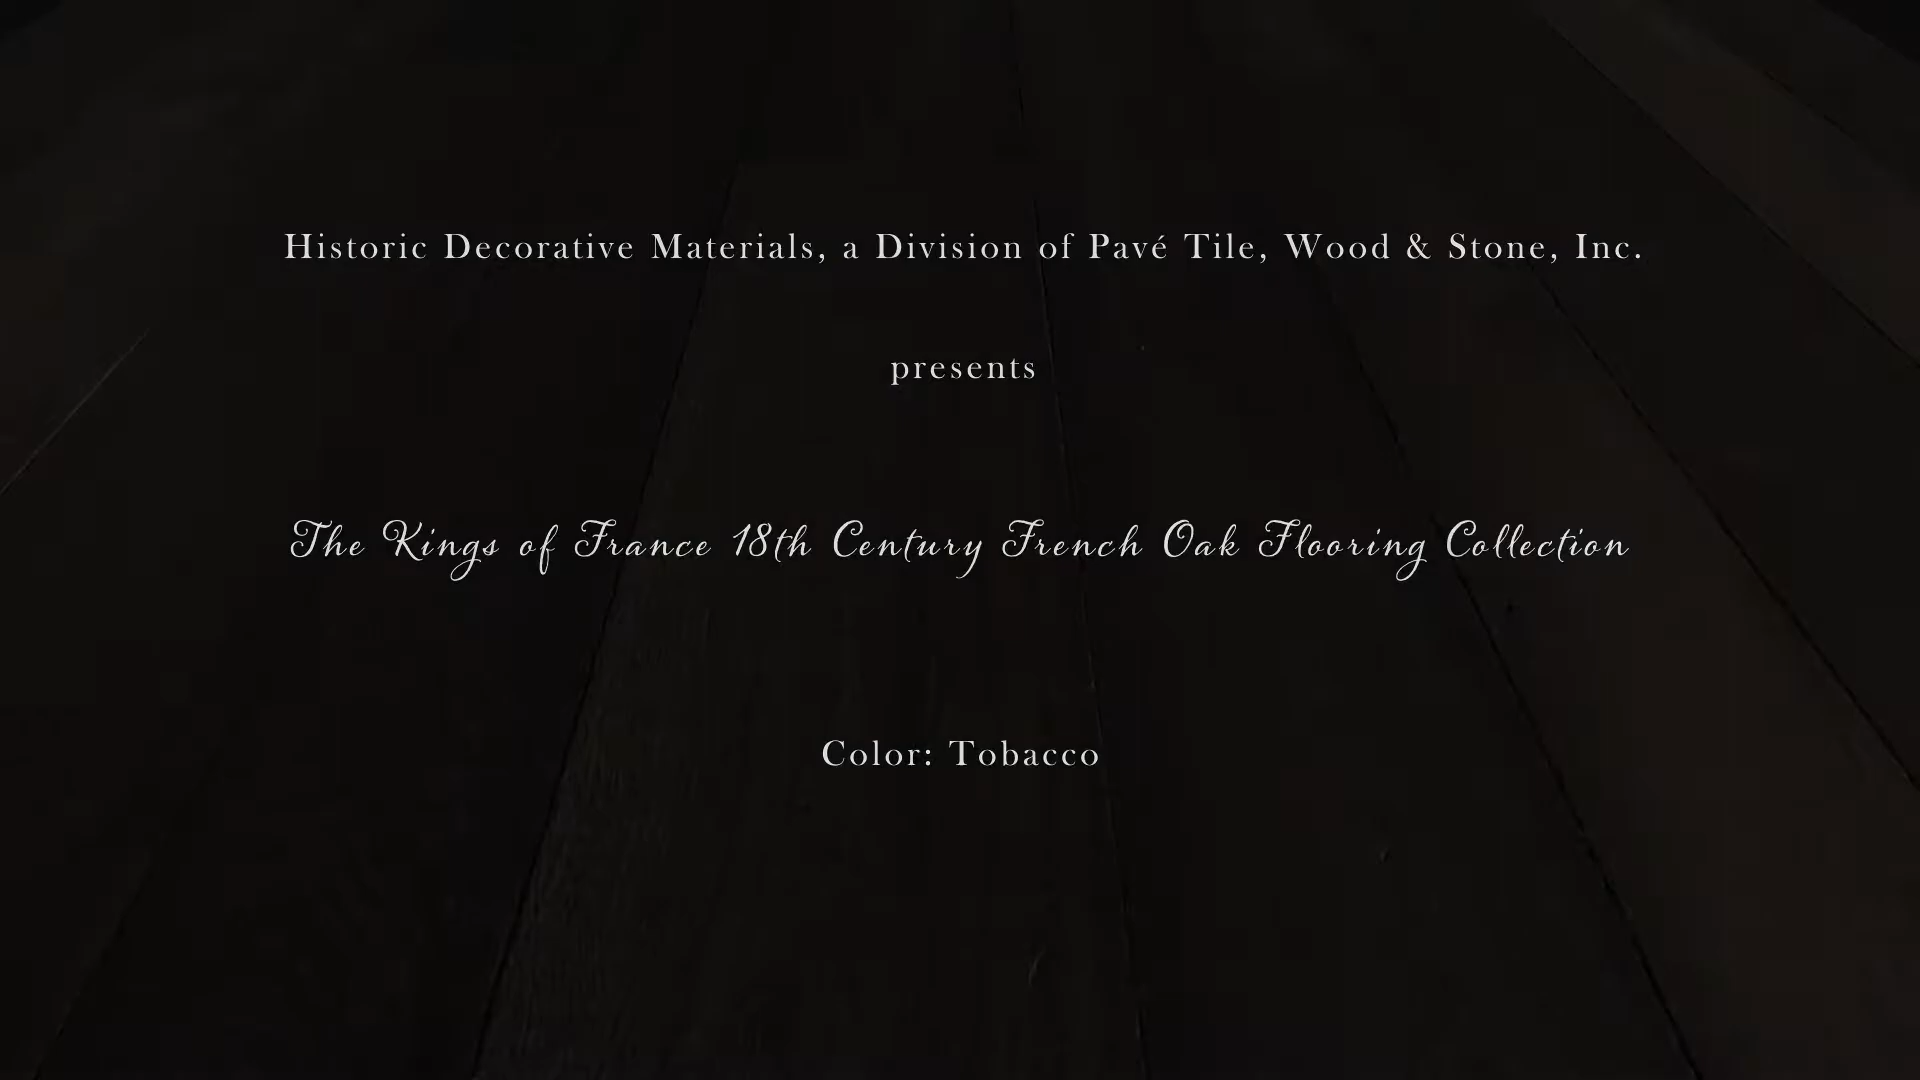 Historic Decorative Materials, a Division of Pavé Tile, Wood & Stone, Inc.
presents
The Kings of France 18th Century French Oak Flooring Collection
Color: Tobacco